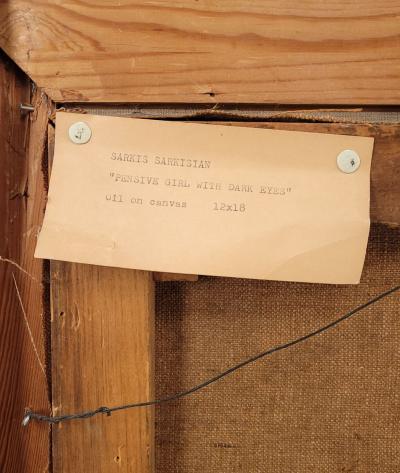 SARKIS SARKISIAN
"PENSIVE GIRL WITH DARK EYES"
oil on canvas 12x18